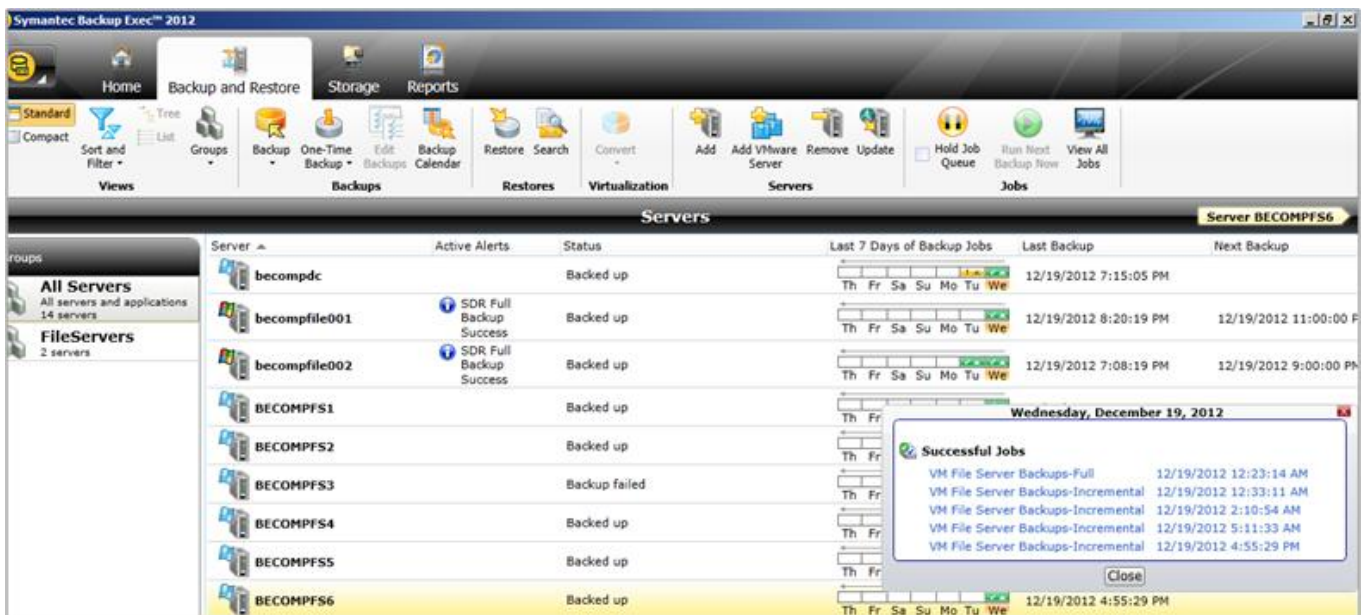 Symantec Backup Exec™ 2012
Home
Backup and Restore
Storage
Reports
Standard
Compact
Sort and Filter
Tree
List
Groups
Views
Backup
One-Time Backup
Edit Backups
Backup Calendar
Backups
Restore
Search
Restores
Convert
Virtualization
Add
Add VMware Server
Remove
Update
Servers
Hold Job Queue
Run Next Backup Now
View All Jobs
Jobs
Servers
Server BECOMPFS6
roups
All Servers
All servers and applications
14 servers
FileServers
2 servers
Server Active Alerts Status Last 7 Days of Backup Jobs Last Backup Next Backup
becompdc Backed up Th Fr Sa Su Mo Tu We 12/19/2012 7:15:05 PM
becompfile001 SDR Full Backup Success Backed up Th Fr Sa Su Mo Tu We 12/19/2012 8:20:19 PM 12/19/2012 11:00:00 P
becompfile002 SDR Full Backup Success Backed up Th Fr Sa Su Mo Tu We 12/19/2012 7:08:19 PM 12/19/2012 9:00:00 PM
BECOMPFS1 Backed up Th Fr
BECOMPFS2 Backed up Th Fr
BECOMPFS3 Backup failed Th Fr
BECOMPFS4 Backed up Th Fr
BECOMPFS5 Backed up Th Fr
BECOMPFS6 Backed up Th Fr Sa Su Mo Tu We 12/19/2012 4:55:29 PM
Wednesday, December 19, 2012
Successful Jobs
VM File Server Backups-Full 12/19/2012 12:23:14 AM
VM File Server Backups-Incremental 12/19/2012 12:33:11 AM
VM File Server Backups-Incremental 12/19/2012 2:10:54 AM
VM File Server Backups-Incremental 12/19/2012 5:11:33 AM
VM File Server Backups-Incremental 12/19/2012 4:55:29 PM
Close